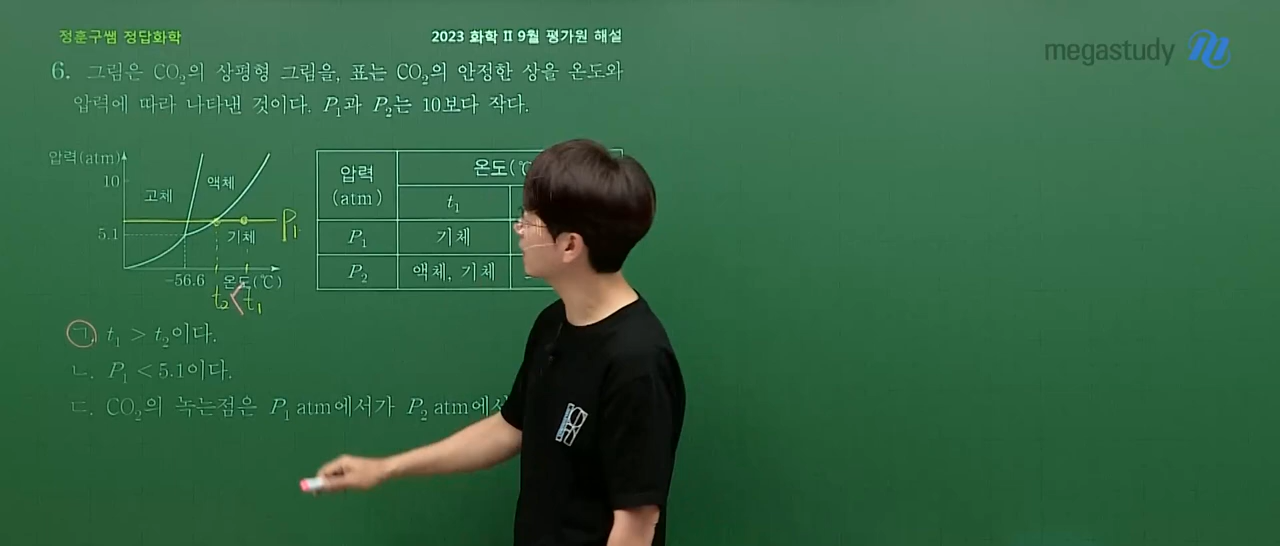 정훈구쌤 정답화학
2023 화학 II 9월 평가원 해설
megastudy
6. 그림은 CO₂의 상평형 그림을, 표는 CO₂의 안정한 상을 온도와
압력에 따라 나타낸 것이다. P₁과 P₂는 10보다 작다.
압력(atm)
10
고체
액체
P₁
5.1
기체
-56.6
온도(℃)
t₂ < t₁
압력
(atm)
온도(℃
t₁
P₁ 기체
P₂ 액체, 기체
ㄱ. t₁ > t₂이다.
ㄴ. P₁ < 5.1이다.
ㄷ. CO₂의 녹는점은 P₁ atm에서가 P₂ atm에서